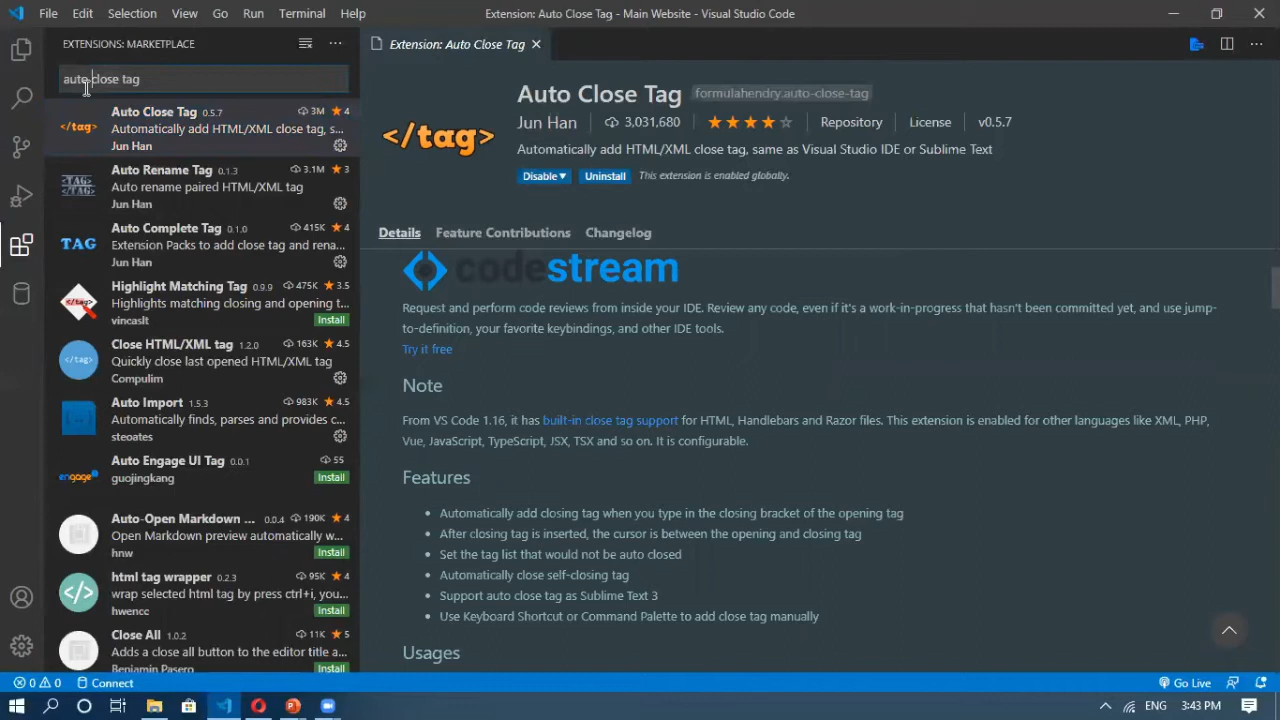 File Edit Selection View Go Run Terminal Help
Extension: Auto Close Tag - Main Website - Visual Studio Code
EXTENSIONS: MARKETPLACE
auto close tag
Auto Close Tag 0.5.7 3M 4
Automatically add HTML/XML close tag, s...
Jun Han
Auto Rename Tag 0.1.3 3.1M 3
Auto rename paired HTML/XML tag
Jun Han
Auto Complete Tag 0.1.0 415K 4
Extension Packs to add close tag and rena...
Jun Han
Highlight Matching Tag 0.9.9 475K 3.5
Highlights matching closing and opening t...
vincaslt Install
Close HTML/XML tag 1.2.0 163K 4.5
Quickly close last opened HTML/XML tag
Compulim
Auto Import 1.5.3 983K 4.5
Automatically finds, parses and provides c...
steoates
Auto Engage UI Tag 0.0.1 55
guojingkang Install
Auto-Open Markdown ... 0.0.4 190K 4
Open Markdown preview automatically w...
hnw Install
html tag wrapper 0.2.3 95K 4
wrap selected html tag by press ctrl+i, you...
hwencc Install
Close All 1.0.2 11K 5
Adds a close all button to the editor title a...
Benjamin Pasero Install
</tag>
TAG
</tag>
engage
Extension: Auto Close Tag
</tag>
Auto Close Tag formulahendry.auto-close-tag
Jun Han 3,031,680 Repository License v0.5.7
Automatically add HTML/XML close tag, same as Visual Studio IDE or Sublime Text
Disable Uninstall This extension is enabled globally.
Details Feature Contributions Changelog
codestream
Request and perform code reviews from inside your IDE. Review any code, even if it's a work-in-progress that hasn't been committed yet, and use jump-
to-definition, your favorite keybindings, and other IDE tools.
Try it free
Note
From VS Code 1.16, it has built-in close tag support for HTML, Handlebars and Razor files. This extension is enabled for other languages like XML, PHP,
Vue, JavaScript, TypeScript, JSX, TSX and so on. It is configurable.
Features
Automatically add closing tag when you type in the closing bracket of the opening tag
After closing tag is inserted, the cursor is between the opening and closing tag
Set the tag list that would not be auto closed
Automatically close self-closing tag
Support auto close tag as Sublime Text 3
Use Keyboard Shortcut or Command Palette to add close tag manually
Usages
0 0 Connect Go Live
ENG 3:43 PM